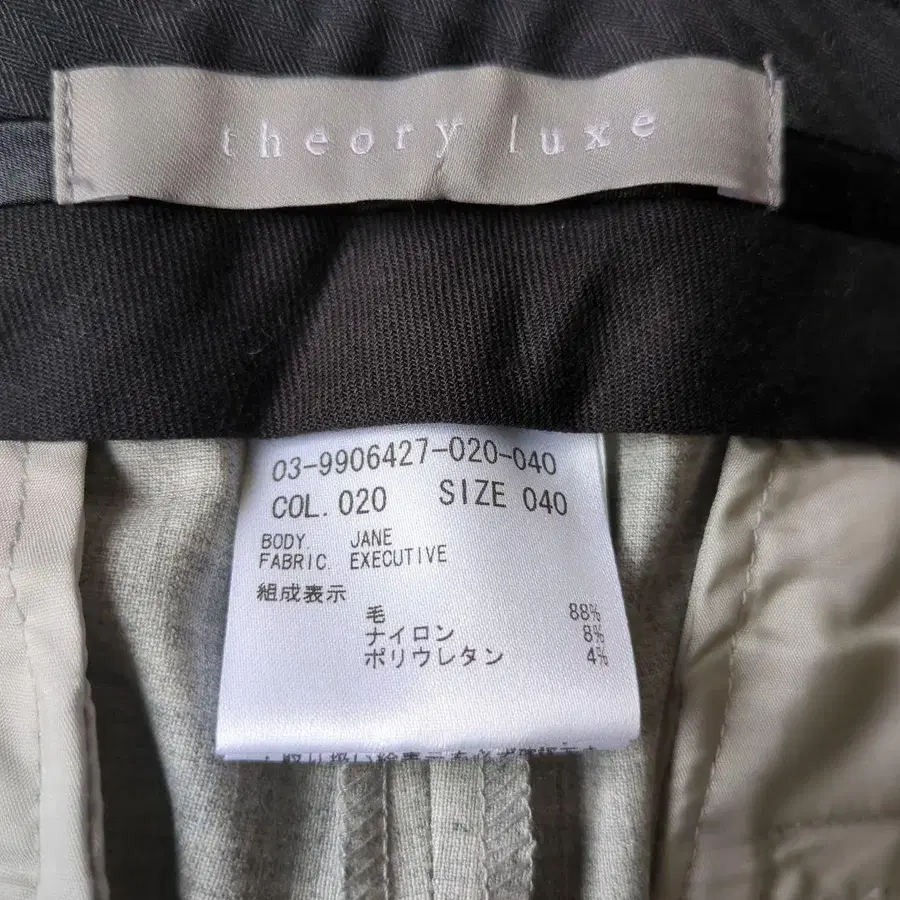 theory luxe
03-9906427-020-040
COL. 020 SIZE 040
BODY JANE
FABRIC EXECUTIVE
組成表示
毛 88%
ナイロン 8%
ポリウレタン 4%